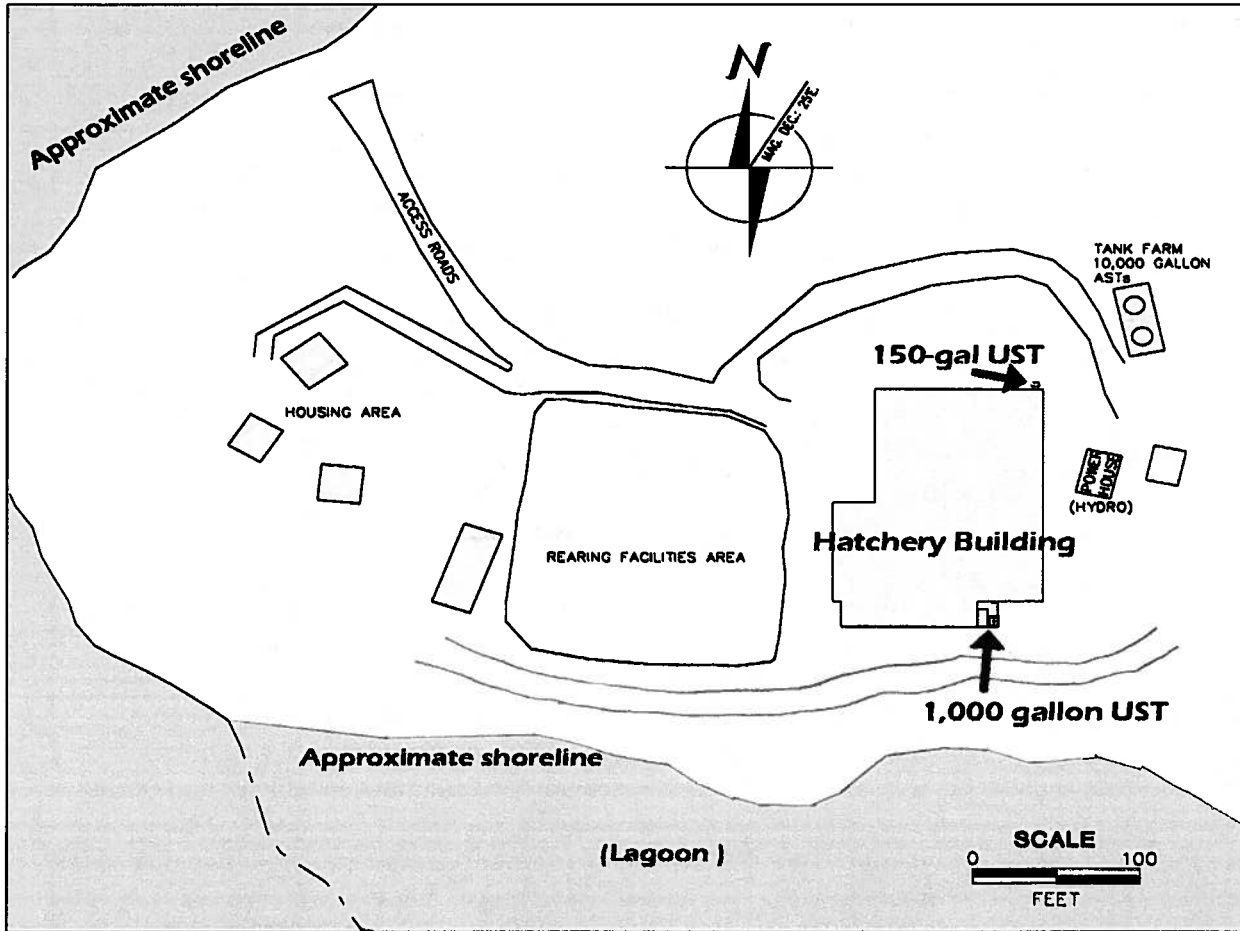 Approximate shoreline
N
MAG. DEC.: 25°E.
ACCESS ROADS
TANK FARM
10,000 GALLON
ASTs
150-gal UST
HOUSING AREA
POWER
HOUSE
(HYDRO)
Hatchery Building
REARING FACILITIES AREA
1,000 gallon UST
Approximate shoreline
(Lagoon )
SCALE
0 100
FEET